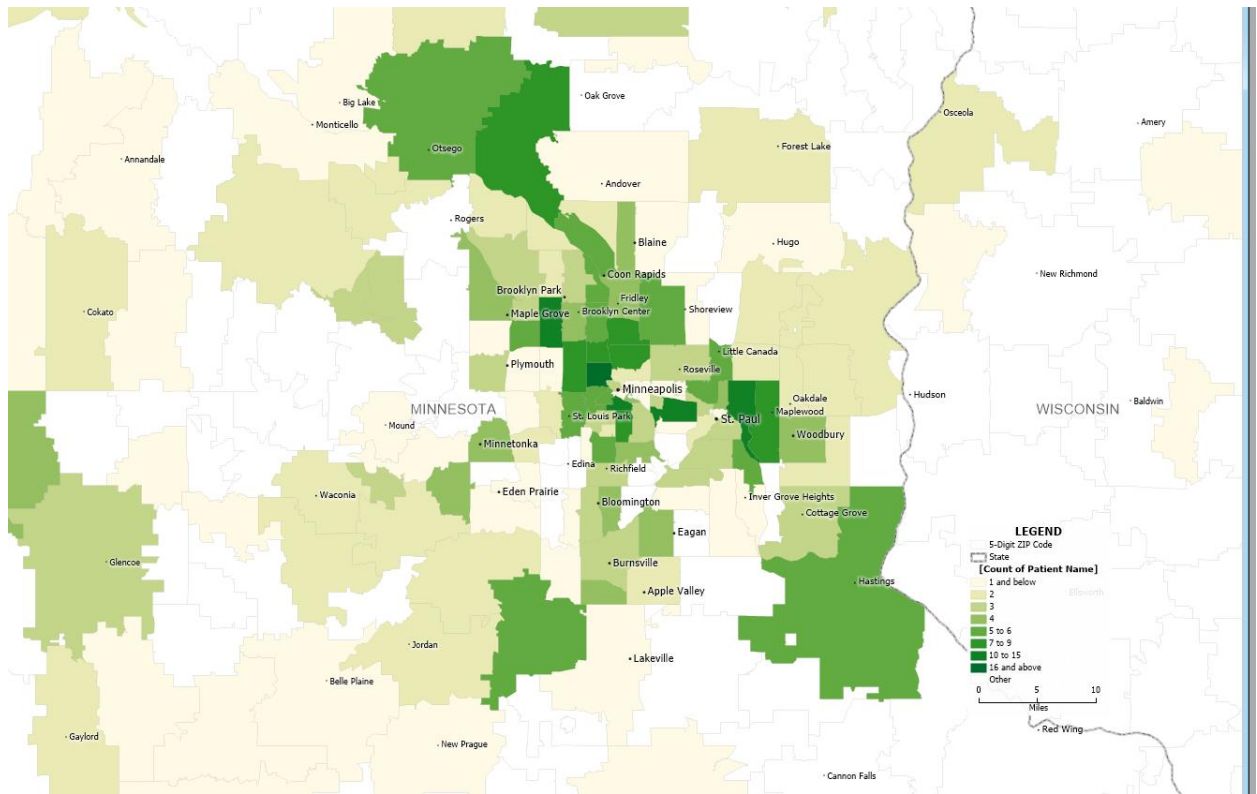 Osceola
Oak Grove
Big Lake
Amery
Monticello
Otsego
Forest Lake
Annandale
Andover
Rogers
Blaine
Hugo
Coon Rapids
New Richmond
Brooklyn Park
Fridley
Cokato
Maple Grove
Brooklyn Center
Shoreview
Little Canada
Plymouth
Roseville
Minneapolis
Hudson
Oakdale
Baldwin
MINNESOTA
WISCONSIN
St. Louis Park
Maplewood
St. Paul
Mound
Woodbury
Minnetonka
Edina
Richfield
Eden Prairie
Waconia
Inver Grove Heights
Bloomington
Cottage Grove
Eagan
Glencoe
Burnsville
Hastings
Apple Valley
Jordan
Lakeville
Belle Plaine
Gaylord
New Prague
Red Wing
Cannon Falls
LEGEND
5-Digit ZIP Code
State
[Count of Patient Name]
1 and below
2
Ellsworth
3
4
5 to 6
7 to 9
10 to 15
16 and above
Other
0 5 10
Miles